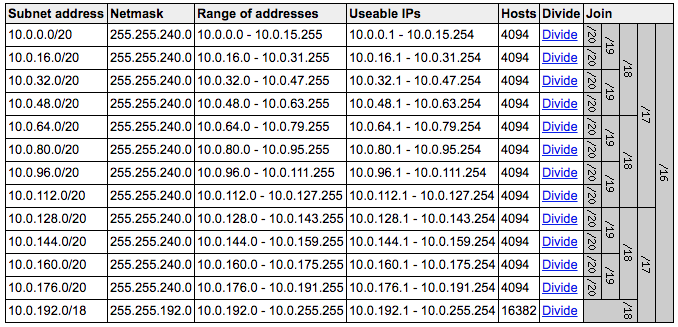 Subnet address Netmask Range of addresses Useable IPs Hosts Divide Join
10.0.0.0/20 255.255.240.0 10.0.0.0 - 10.0.15.255 10.0.0.1 - 10.0.15.254 4094 Divide /20 /19 /18 /17 /16
10.0.16.0/20 255.255.240.0 10.0.16.0 - 10.0.31.255 10.0.16.1 - 10.0.31.254 4094 Divide /20
10.0.32.0/20 255.255.240.0 10.0.32.0 - 10.0.47.255 10.0.32.1 - 10.0.47.254 4094 Divide /20 /19
10.0.48.0/20 255.255.240.0 10.0.48.0 - 10.0.63.255 10.0.48.1 - 10.0.63.254 4094 Divide /20
10.0.64.0/20 255.255.240.0 10.0.64.0 - 10.0.79.255 10.0.64.1 - 10.0.79.254 4094 Divide /20 /19 /18
10.0.80.0/20 255.255.240.0 10.0.80.0 - 10.0.95.255 10.0.80.1 - 10.0.95.254 4094 Divide /20
10.0.96.0/20 255.255.240.0 10.0.96.0 - 10.0.111.255 10.0.96.1 - 10.0.111.254 4094 Divide /20 /19
10.0.112.0/20 255.255.240.0 10.0.112.0 - 10.0.127.255 10.0.112.1 - 10.0.127.254 4094 Divide /20
10.0.128.0/20 255.255.240.0 10.0.128.0 - 10.0.143.255 10.0.128.1 - 10.0.143.254 4094 Divide /20 /19 /18 /17
10.0.144.0/20 255.255.240.0 10.0.144.0 - 10.0.159.255 10.0.144.1 - 10.0.159.254 4094 Divide /20
10.0.160.0/20 255.255.240.0 10.0.160.0 - 10.0.175.255 10.0.160.1 - 10.0.175.254 4094 Divide /20 /19
10.0.176.0/20 255.255.240.0 10.0.176.0 - 10.0.191.255 10.0.176.1 - 10.0.191.254 4094 Divide /20
10.0.192.0/18 255.255.192.0 10.0.192.0 - 10.0.255.255 10.0.192.1 - 10.0.255.254 16382 Divide /18